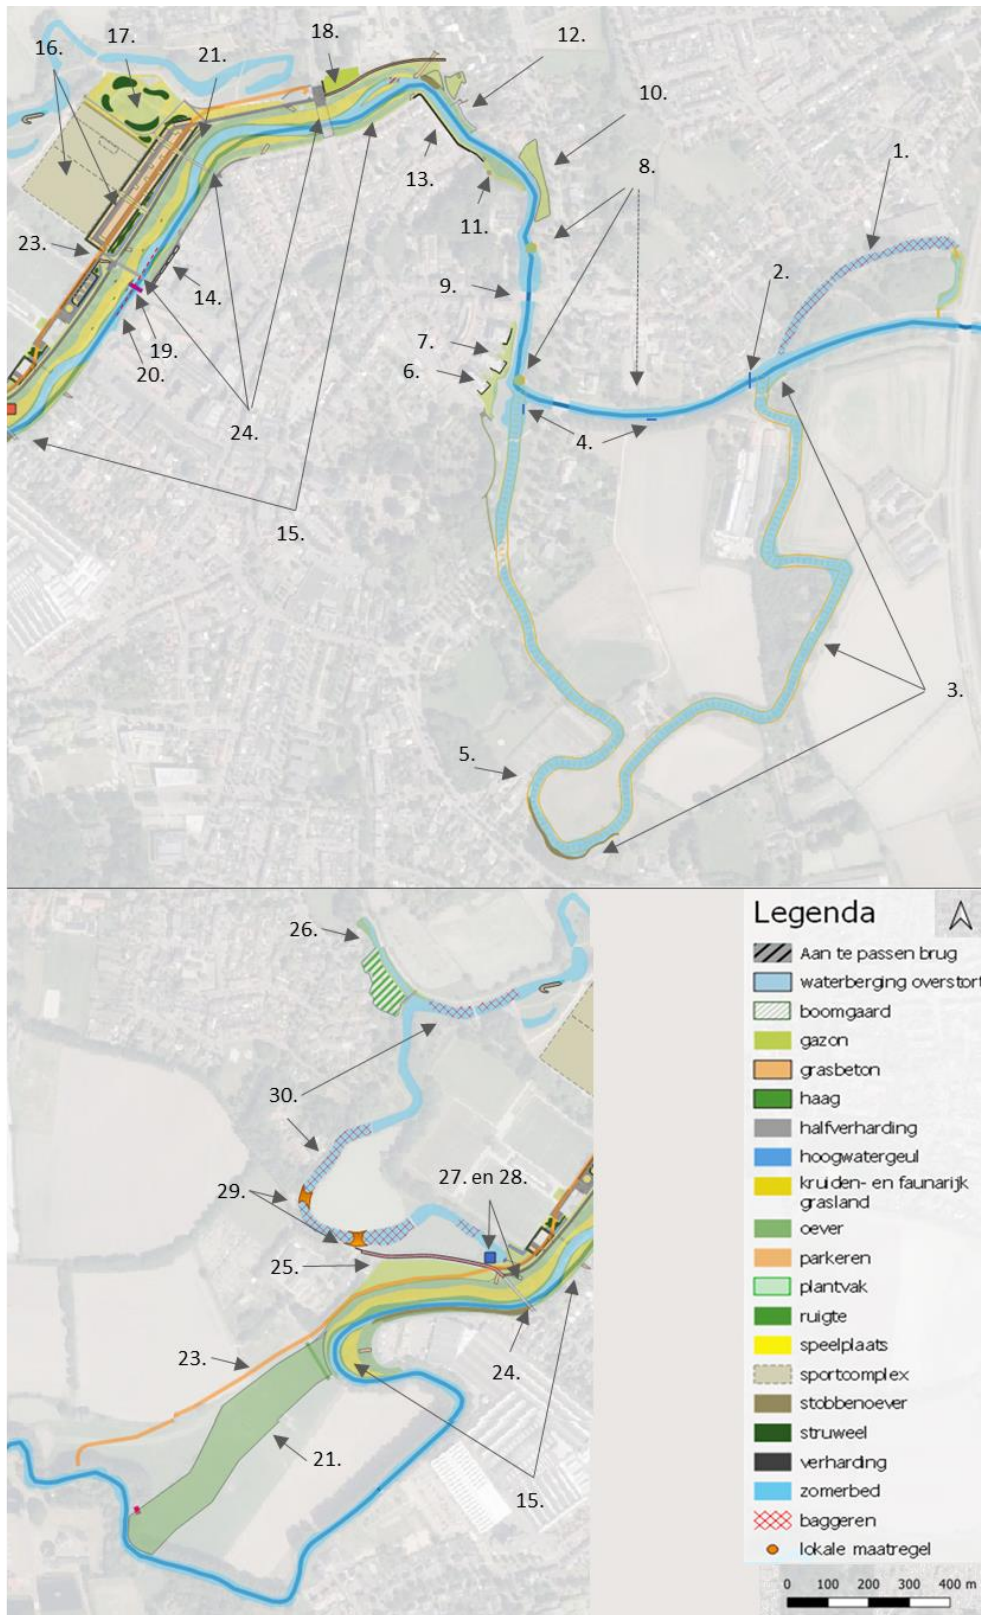 17.
18.
12.
16.
21.
10.
8.
1.
13.
11.
2.
23.
9.
14.
7.
19.
6.
20.
24.
4.
15.
3.
5.
26.
30.
27. en 28.
29.
25.
23.
24.
21.
15.
Legenda
Aan te passen brug
waterberging overstort
boomgaard
gazon
grasbeton
haag
halfverharding
hoogwatergeul
kruiden- en faunarijk
grasland
oever
parkeren
plantvak
ruigte
speelplaats
sportcomplex
stobbenoever
struweel
verharding
zomerbed
baggeren
lokale maatregel
0 100 200 300 400 m